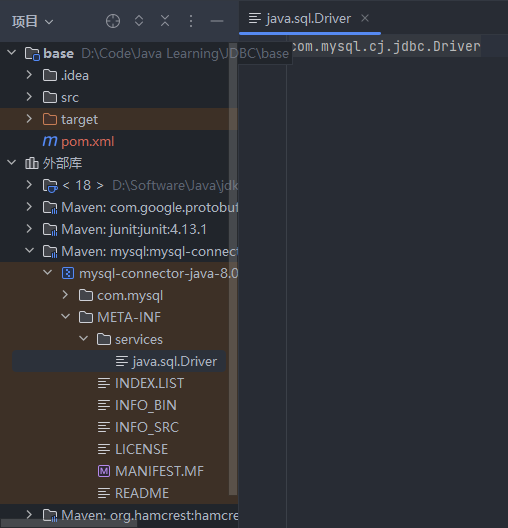 项目
java.sql.Driver
com.mysql.cj.jdbc.Driver
base D:\Code\Java Learning\JDBC\base
.idea
src
target
pom.xml
外部库
< 18 > D:\Software\Java\jdk
Maven: com.google.protobuf
Maven: junit:junit:4.13.1
Maven: mysql:mysql-connec
mysql-connector-java-8.0
com.mysql
META-INF
services
java.sql.Driver
INDEX.LIST
INFO_BIN
INFO_SRC
LICENSE
MANIFEST.MF
README
Maven: org.hamcrest:hamcre